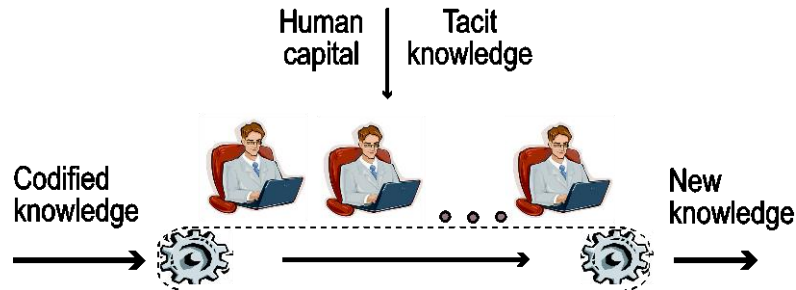 Human
capital
Tacit
knowledge
Codified
knowledge
New
knowledge